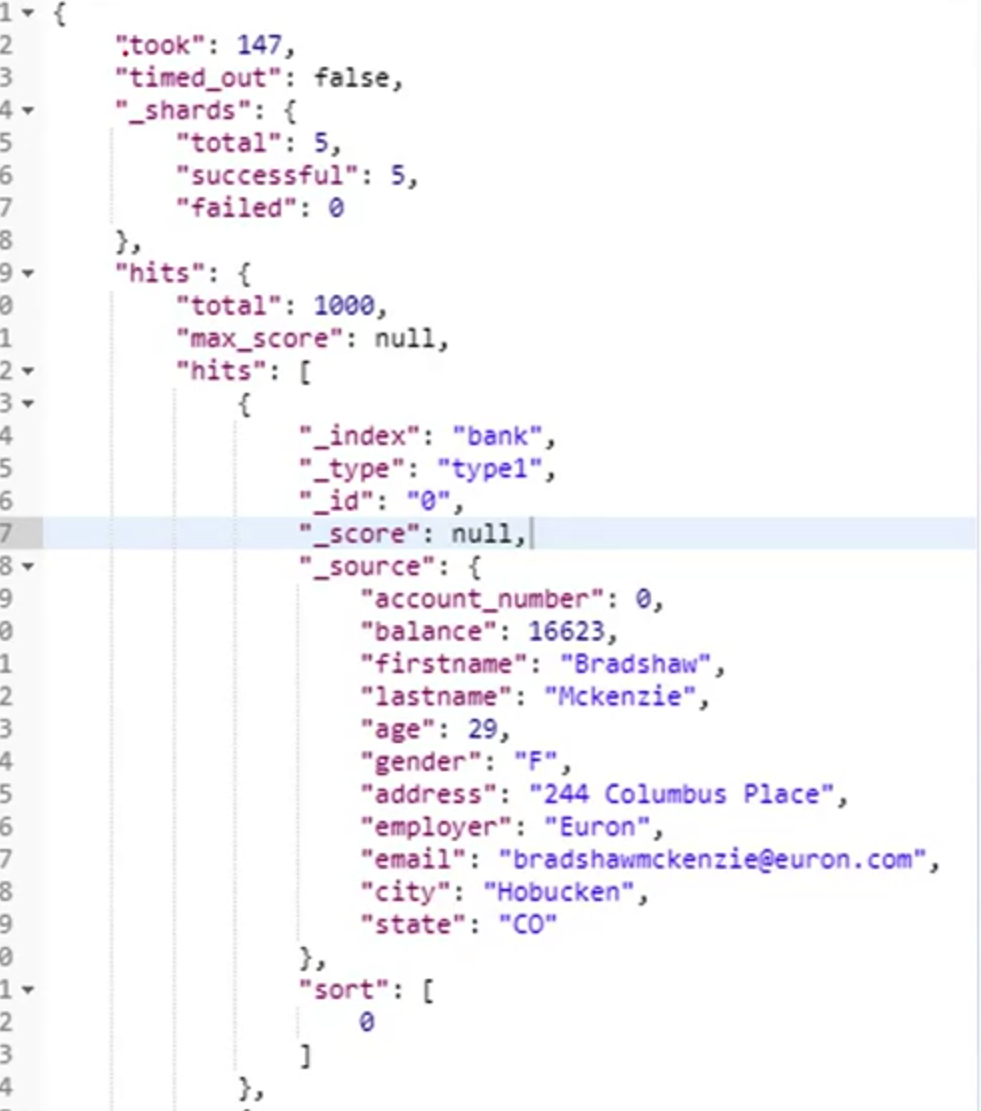 1 {
2 "took": 147,
3 "timed_out": false,
4 "_shards": {
5 "total": 5,
6 "successful": 5,
7 "failed": 0
8 },
9 "hits": {
0 "total": 1000,
1 "max_score": null,
2 "hits": [
3 {
4 "_index": "bank",
5 "_type": "type1",
6 "_id": "0",
7 "_score": null,
8 "_source": {
9 "account_number": 0,
0 "balance": 16623,
1 "firstname": "Bradshaw",
2 "lastname": "Mckenzie",
3 "age": 29,
4 "gender": "F",
5 "address": "244 Columbus Place",
6 "employer": "Euron",
7 "email": "bradshawmckenzie@euron.com",
8 "city": "Hobucken",
9 "state": "CO"
0 },
1 "sort": [
2 0
3 ]
4 },